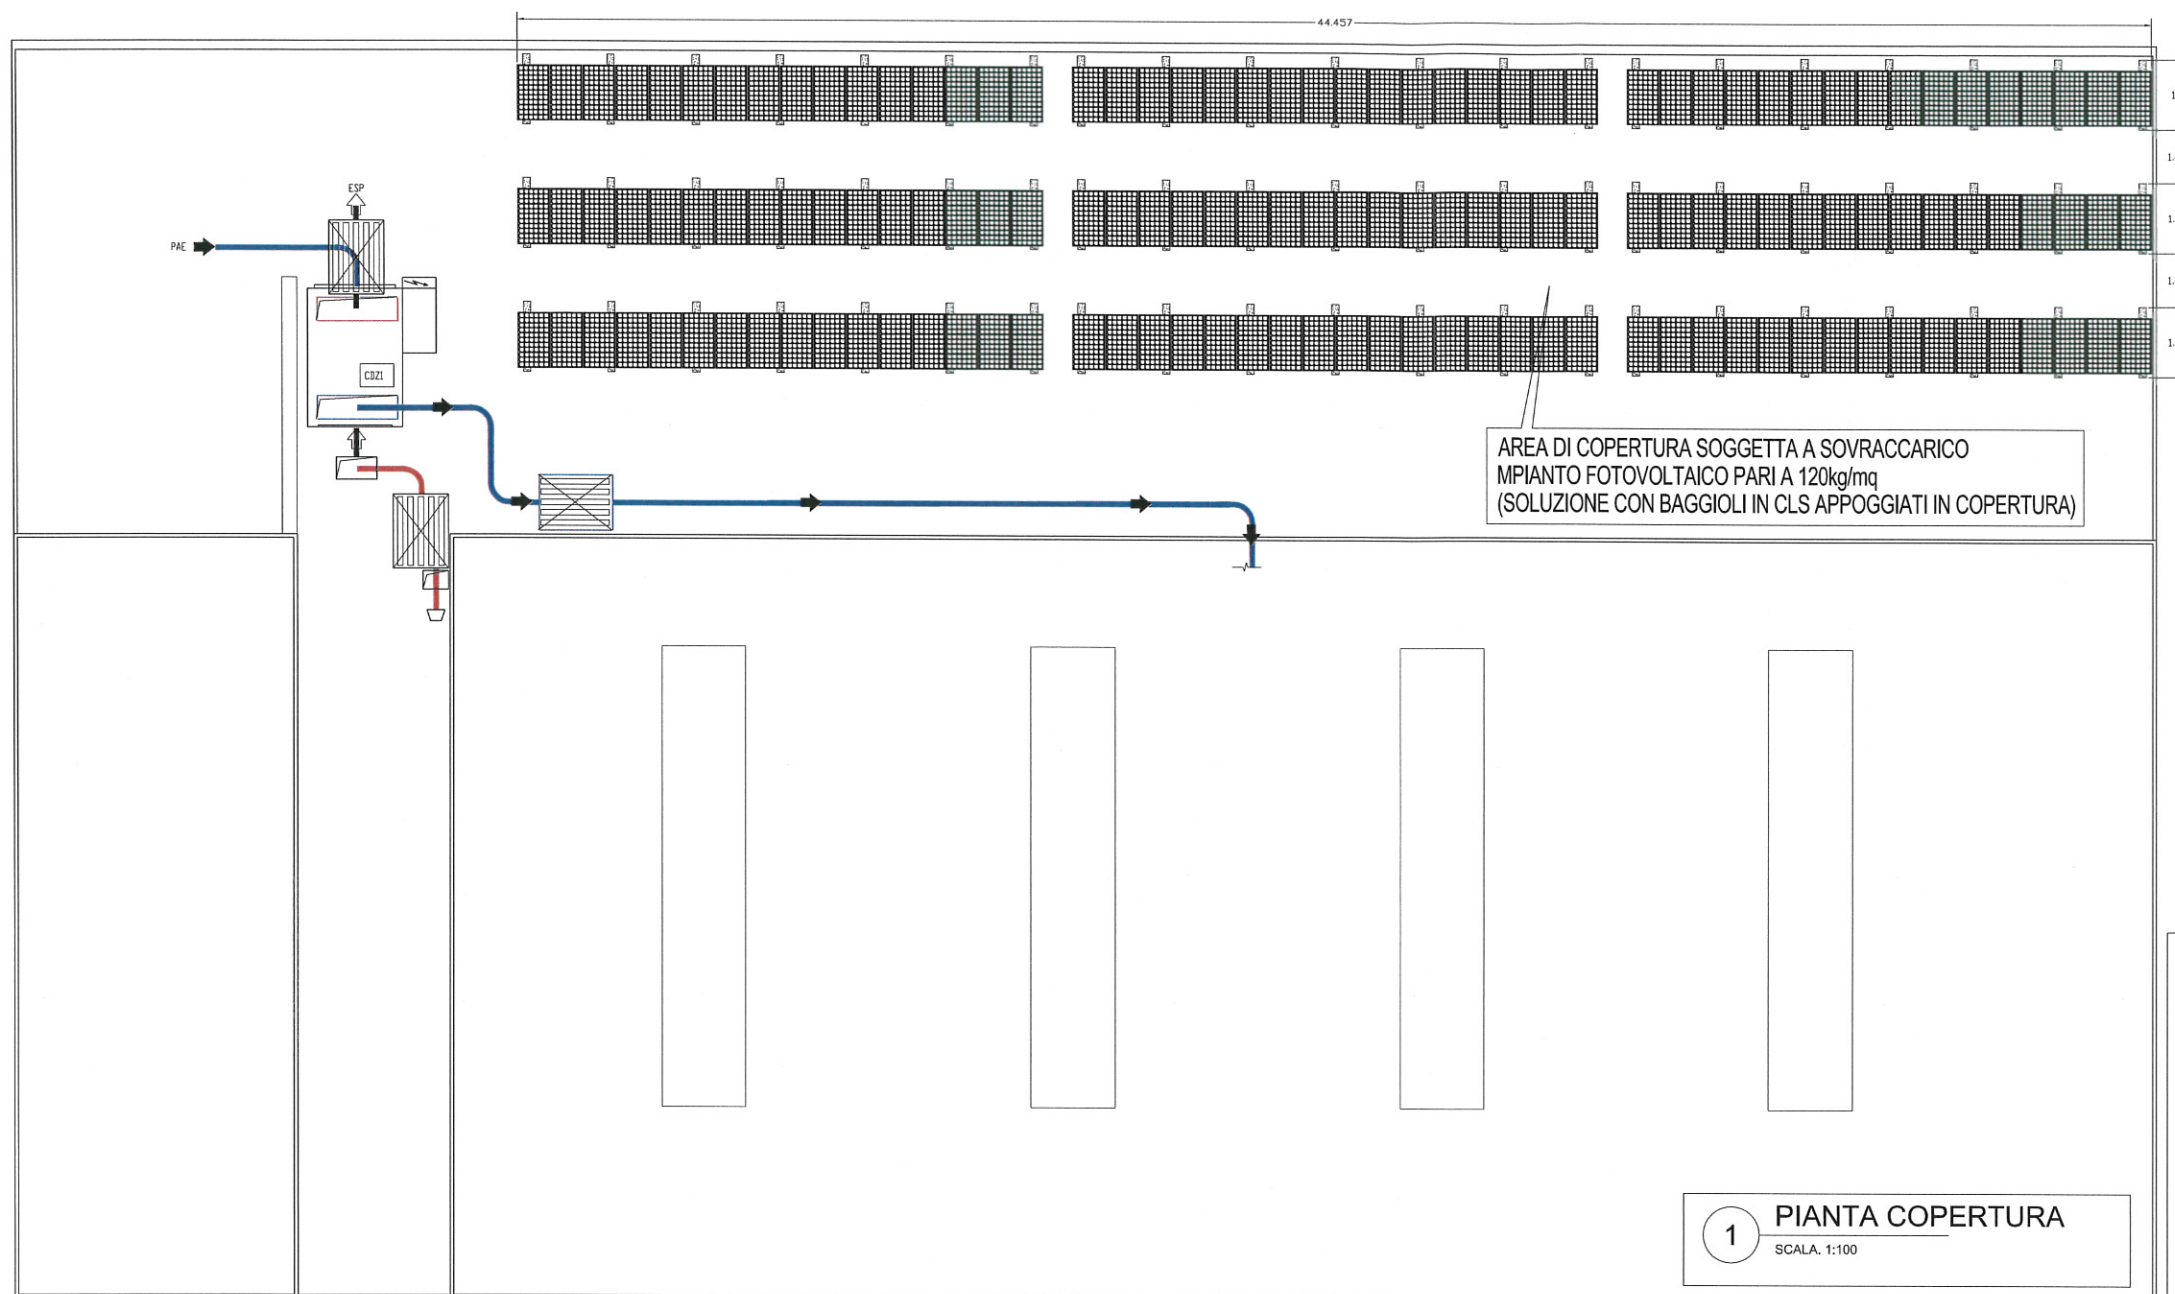 44.457
ESP
PAE
CDZ1
AREA DI COPERTURA SOGGETTA A SOVRACCARICO
MPIANTO FOTOVOLTAICO PARI A 120kg/mq
(SOLUZIONE CON BAGGIOLI IN CLS APPOGGIATI IN COPERTURA)
1 PIANTA COPERTURA
SCALA. 1:100